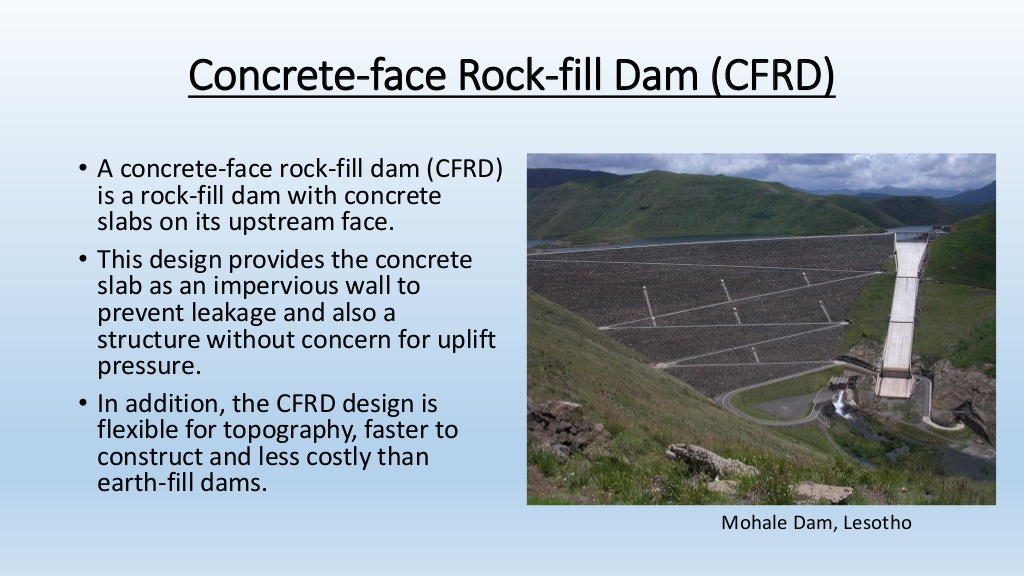 Concrete-face Rock-fill Dam (CFRD)
• A concrete-face rock-fill dam (CFRD)
is a rock-fill dam with concrete
slabs on its upstream face.
• This design provides the concrete
slab as an impervious wall to
prevent leakage and also a
structure without concern for uplift
pressure.
• In addition, the CFRD design is
flexible for topography, faster to
construct and less costly than
earth-fill dams.
Mohale Dam, Lesotho